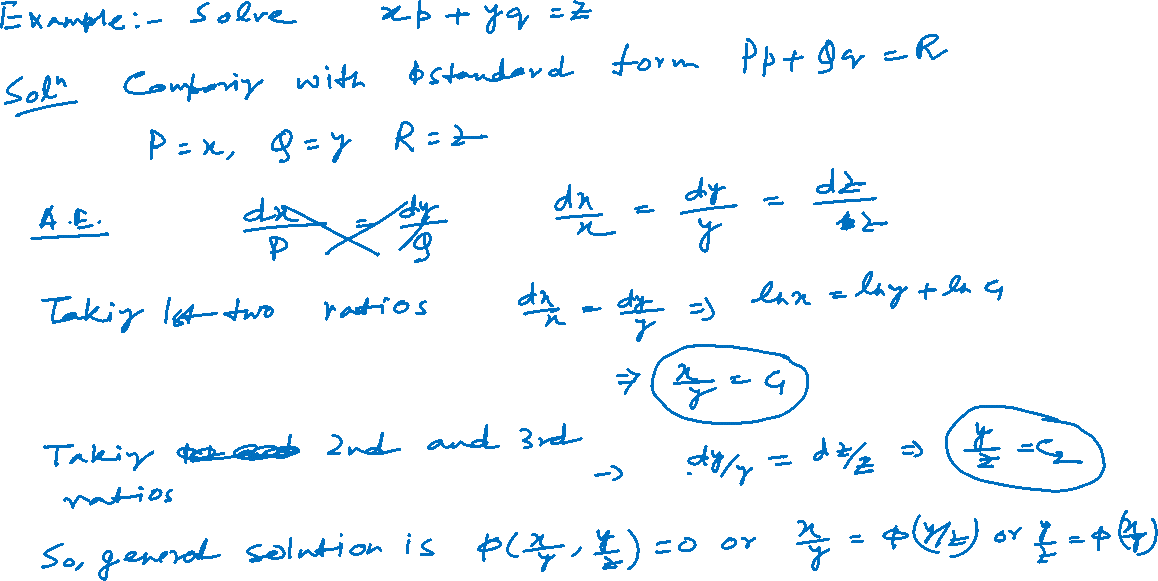 Example:- Solve xp + yq = z
Solⁿ Comparing with standard form Pp + Qq = R
P = x, Q = y R = z
A.E. dx/P = dy/Q dx/x = dy/y = dz/z
Taking 1st two ratios dx/x = dy/y => ln x = ln y + ln C₁
=> x/y = C₁
Taking 2nd and 3rd ratios -> dy/y = dz/z => y/z = C₂
So, general solution is φ(x/y, y/z) = 0 or x/y = φ(y/z) or y/z = φ(x/y)